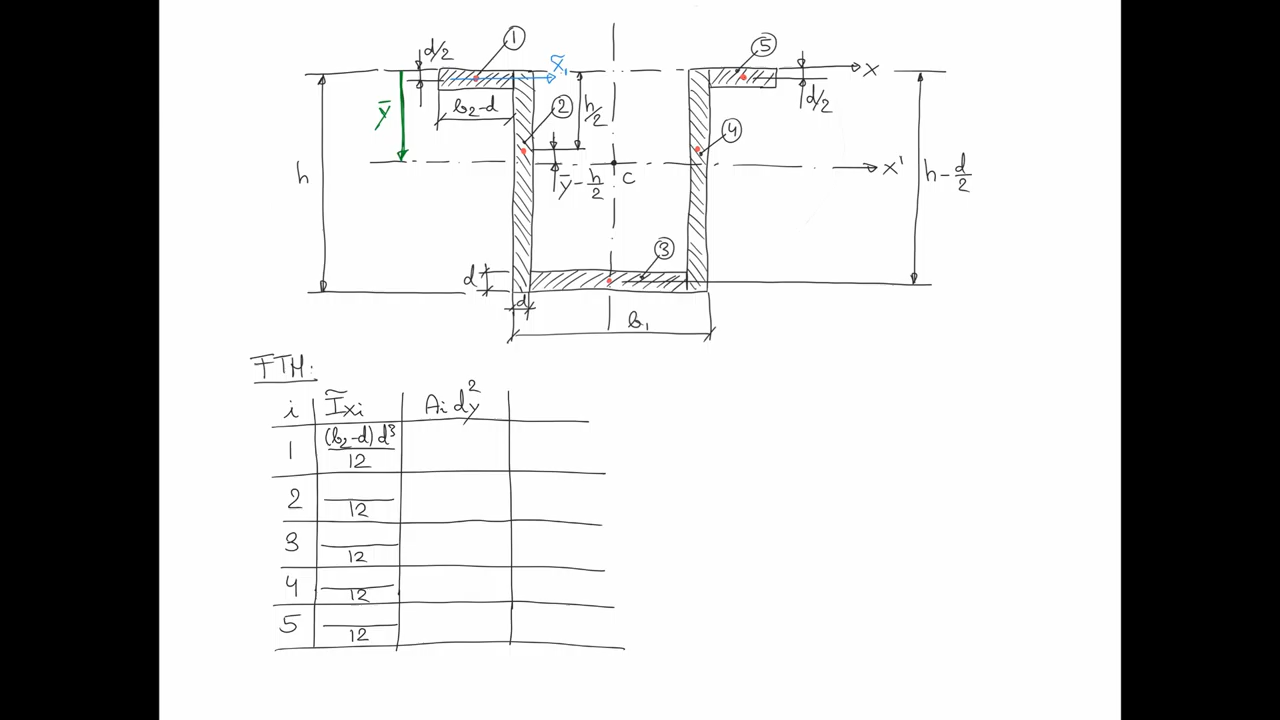 1
5
d/2
x̃₁
x
b₂-d
2
h/2
d/2
ȳ
4
h
ȳ - h/2
C
x'
h - d/2
3
d
d
b₁
FTM:
i Ĩxi Ai dy²
1 (b₂-d)d³/12
2 /12
3 /12
4 /12
5 /12